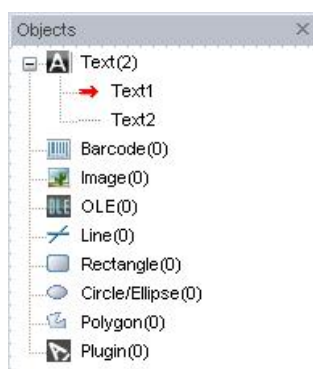 Objects
Text(2)
Text1
Text2
Barcode(0)
Image(0)
OLE(0)
Line(0)
Rectangle(0)
Circle/Ellipse(0)
Polygon(0)
Plugin(0)